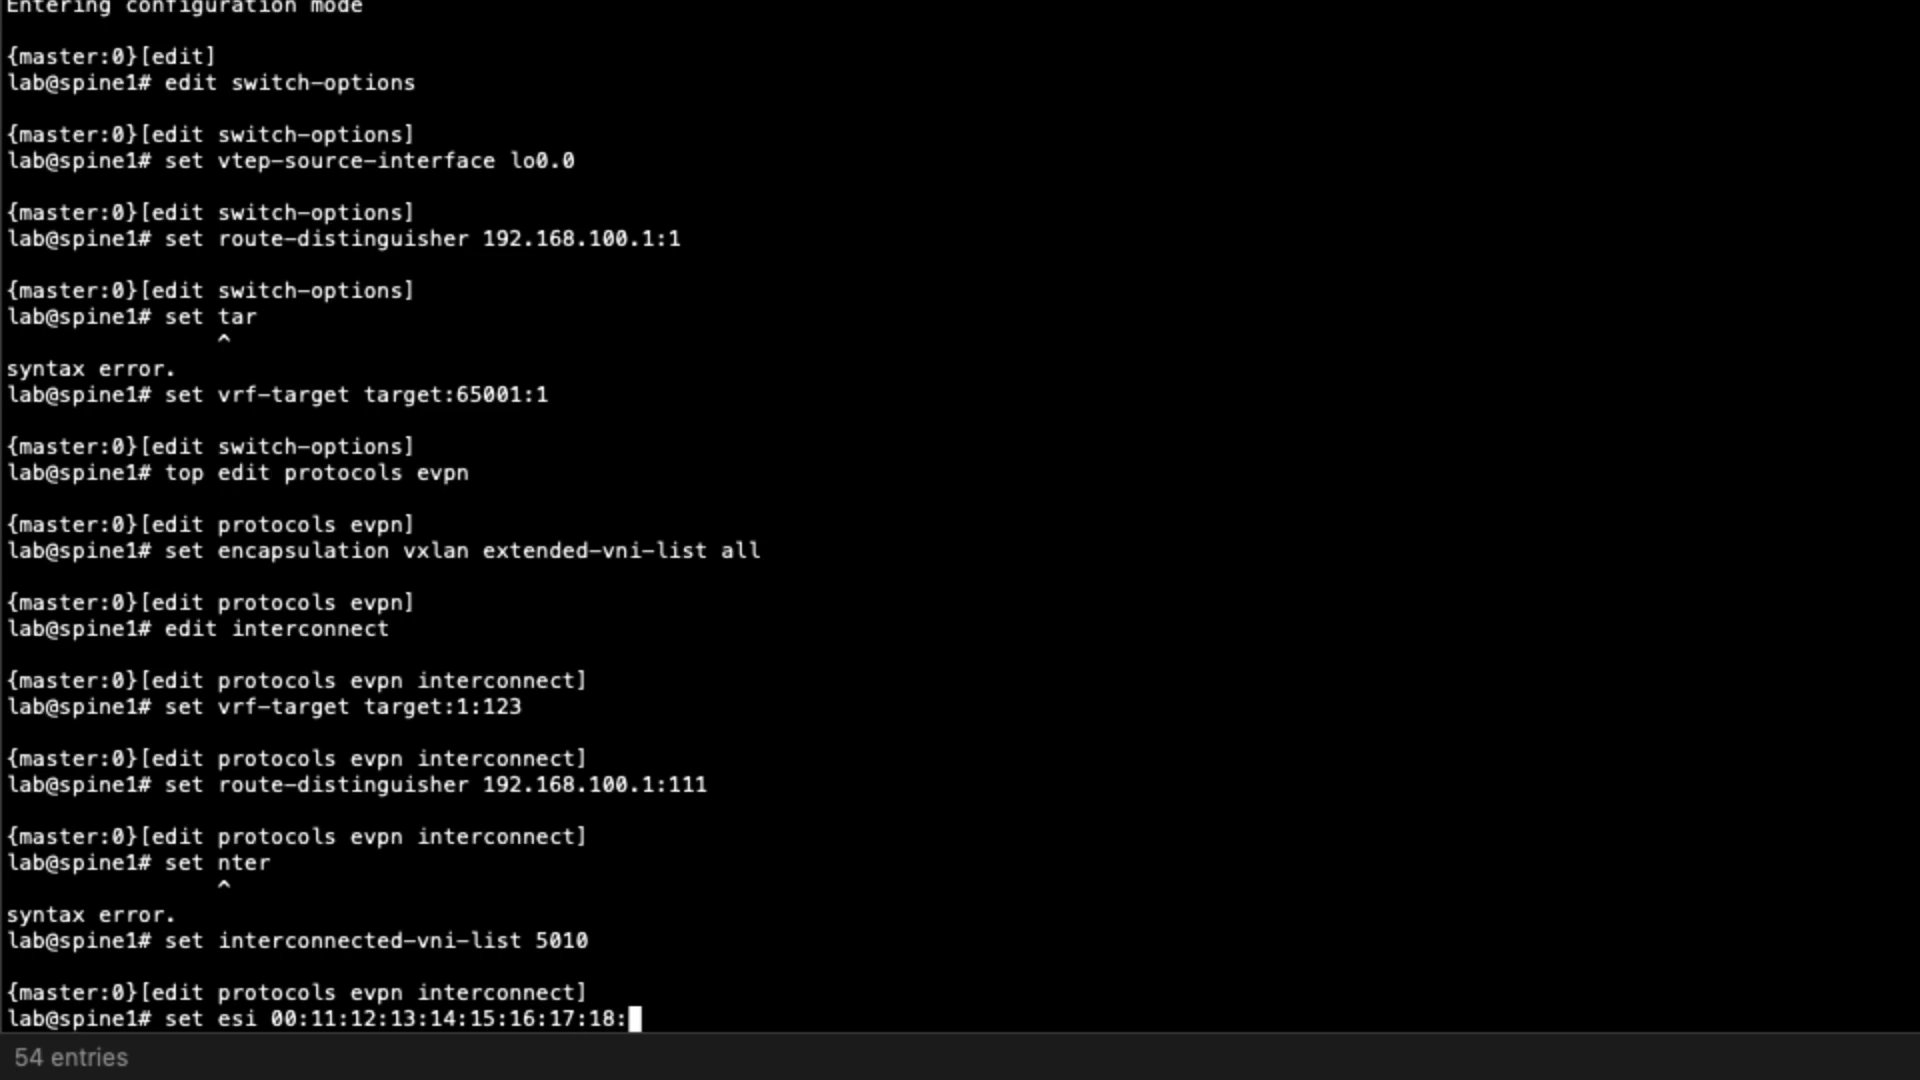 Entering configuration mode
{master:0}[edit]
lab@spine1# edit switch-options
{master:0}[edit switch-options]
lab@spine1# set vtep-source-interface lo0.0
{master:0}[edit switch-options]
lab@spine1# set route-distinguisher 192.168.100.1:1
{master:0}[edit switch-options]
lab@spine1# set tar
^
syntax error.
lab@spine1# set vrf-target target:65001:1
{master:0}[edit switch-options]
lab@spine1# top edit protocols evpn
{master:0}[edit protocols evpn]
lab@spine1# set encapsulation vxlan extended-vni-list all
{master:0}[edit protocols evpn]
lab@spine1# edit interconnect
{master:0}[edit protocols evpn interconnect]
lab@spine1# set vrf-target target:1:123
{master:0}[edit protocols evpn interconnect]
lab@spine1# set route-distinguisher 192.168.100.1:111
{master:0}[edit protocols evpn interconnect]
lab@spine1# set nter
^
syntax error.
lab@spine1# set interconnected-vni-list 5010
{master:0}[edit protocols evpn interconnect]
lab@spine1# set esi 00:11:12:13:14:15:16:17:18:
54 entries